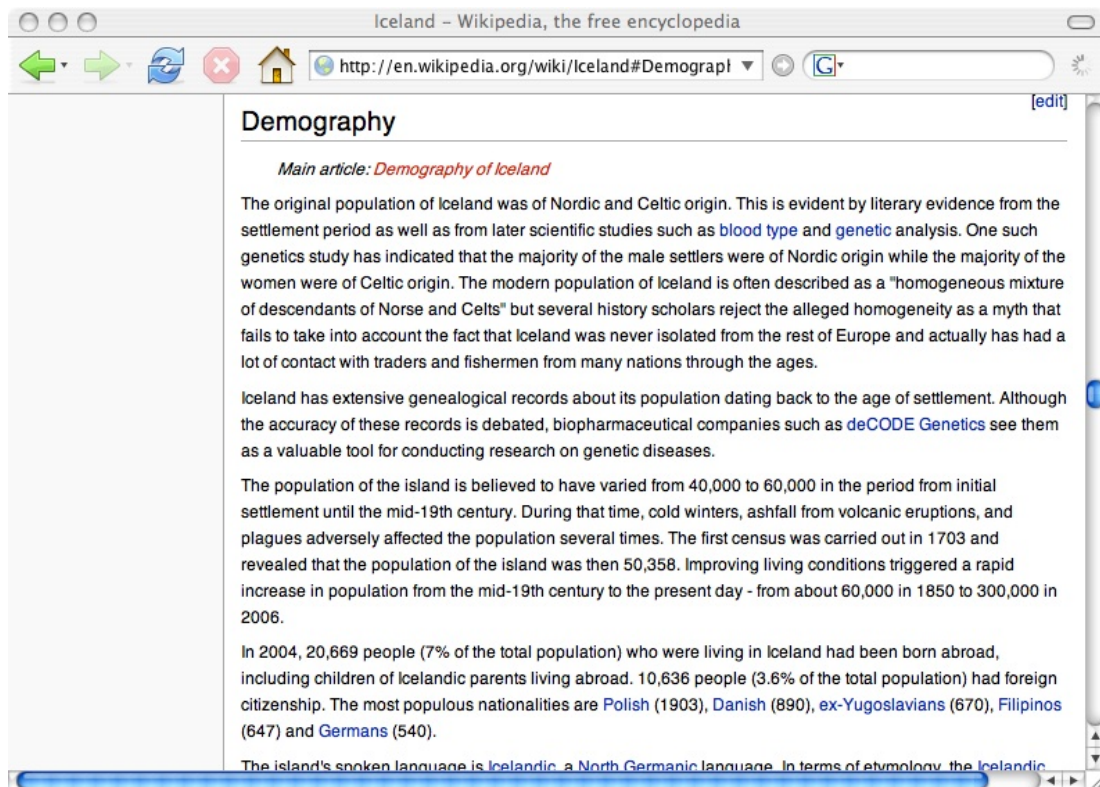 Iceland – Wikipedia, the free encyclopedia
http://en.wikipedia.org/wiki/Iceland#Demograph
G
[edit]
Demography
Main article: Demography of Iceland
The original population of Iceland was of Nordic and Celtic origin. This is evident by literary evidence from the
settlement period as well as from later scientific studies such as blood type and genetic analysis. One such
genetics study has indicated that the majority of the male settlers were of Nordic origin while the majority of the
women were of Celtic origin. The modern population of Iceland is often described as a "homogeneous mixture
of descendants of Norse and Celts" but several history scholars reject the alleged homogeneity as a myth that
fails to take into account the fact that Iceland was never isolated from the rest of Europe and actually has had a
lot of contact with traders and fishermen from many nations through the ages.
Iceland has extensive genealogical records about its population dating back to the age of settlement. Although
the accuracy of these records is debated, biopharmaceutical companies such as deCODE Genetics see them
as a valuable tool for conducting research on genetic diseases.
The population of the island is believed to have varied from 40,000 to 60,000 in the period from initial
settlement until the mid-19th century. During that time, cold winters, ashfall from volcanic eruptions, and
plagues adversely affected the population several times. The first census was carried out in 1703 and
revealed that the population of the island was then 50,358. Improving living conditions triggered a rapid
increase in population from the mid-19th century to the present day - from about 60,000 in 1850 to 300,000 in
2006.
In 2004, 20,669 people (7% of the total population) who were living in Iceland had been born abroad,
including children of Icelandic parents living abroad. 10,636 people (3.6% of the total population) had foreign
citizenship. The most populous nationalities are Polish (1903), Danish (890), ex-Yugoslavians (670), Filipinos
(647) and Germans (540).
The island's spoken language is Icelandic, a North Germanic language. In terms of etymology, the Icelandic